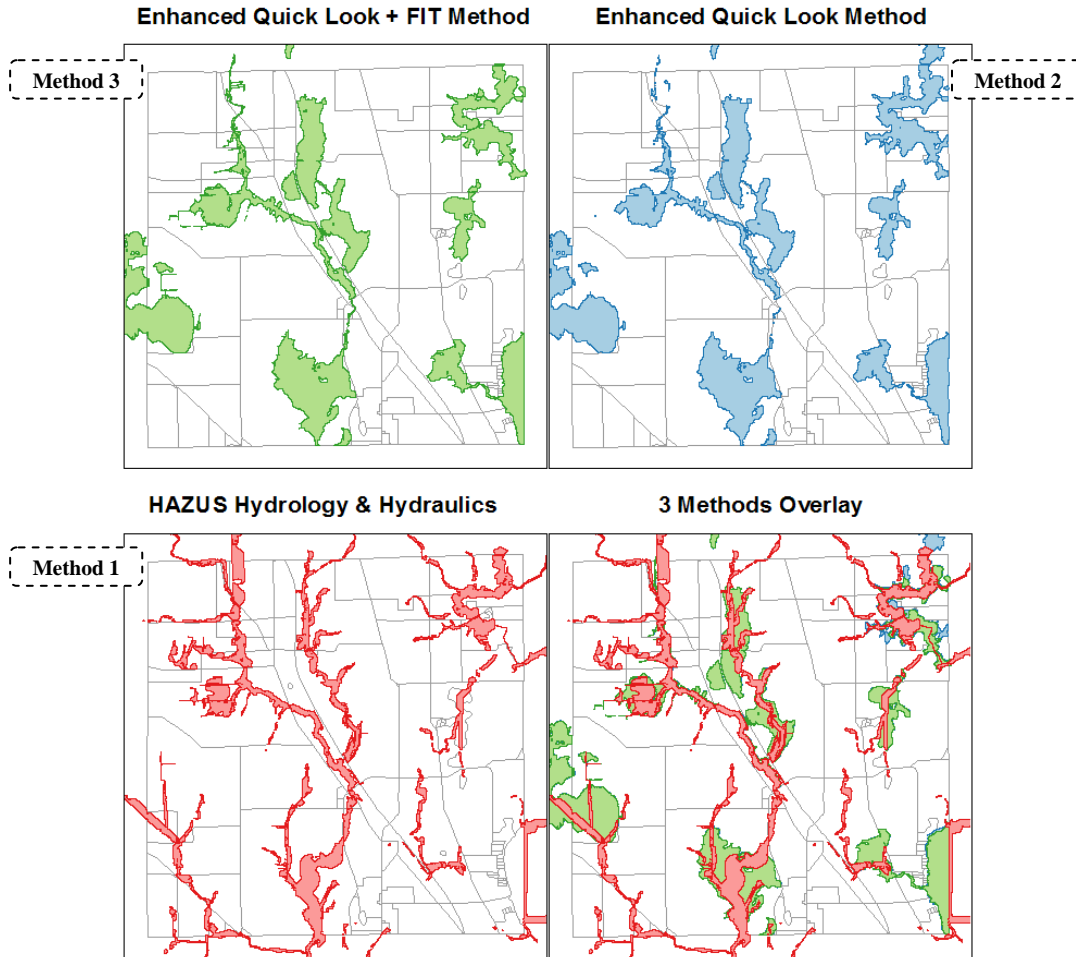 Enhanced Quick Look + FIT Method
Enhanced Quick Look Method
Method 3
Method 2
HAZUS Hydrology & Hydraulics
3 Methods Overlay
Method 1